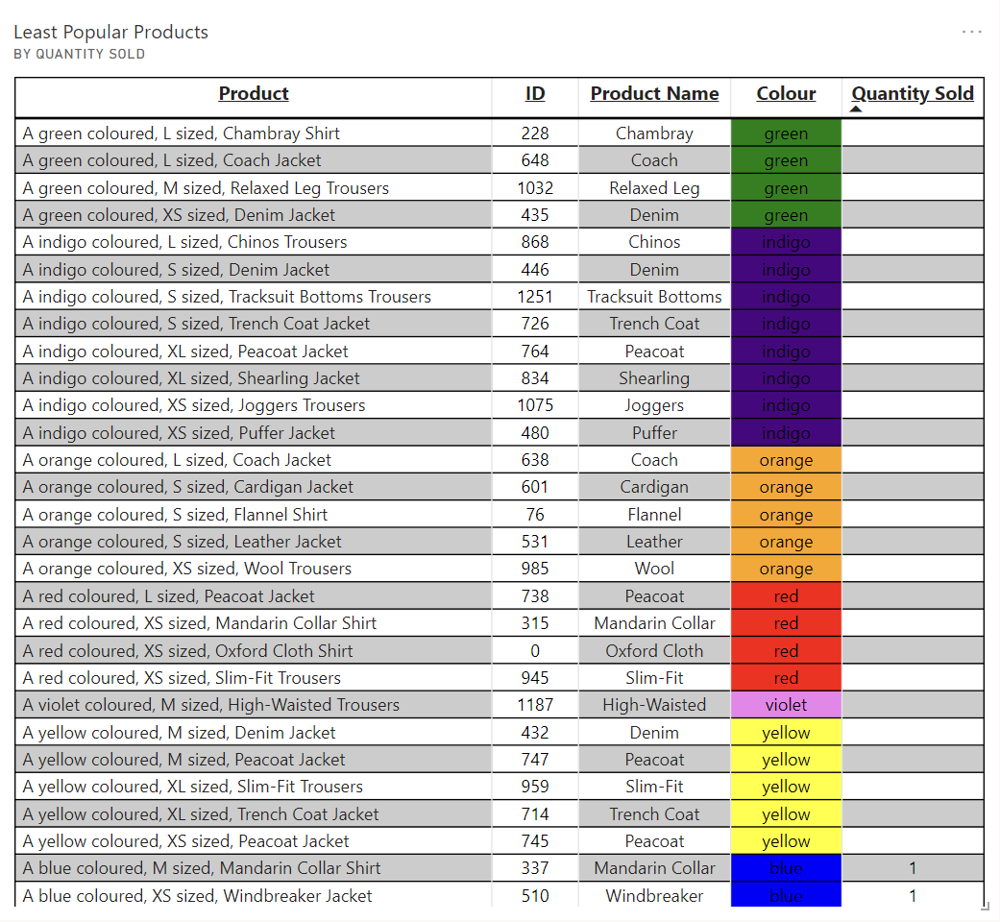 Least Popular Products
BY QUANTITY SOLD
Product ID Product Name Colour Quantity Sold
A green coloured, L sized, Chambray Shirt 228 Chambray green
A green coloured, L sized, Coach Jacket 648 Coach green
A green coloured, M sized, Relaxed Leg Trousers 1032 Relaxed Leg green
A green coloured, XS sized, Denim Jacket 435 Denim green
A indigo coloured, L sized, Chinos Trousers 868 Chinos indigo
A indigo coloured, S sized, Denim Jacket 446 Denim indigo
A indigo coloured, S sized, Tracksuit Bottoms Trousers 1251 Tracksuit Bottoms indigo
A indigo coloured, S sized, Trench Coat Jacket 726 Trench Coat indigo
A indigo coloured, XL sized, Peacoat Jacket 764 Peacoat indigo
A indigo coloured, XL sized, Shearling Jacket 834 Shearling indigo
A indigo coloured, XS sized, Joggers Trousers 1075 Joggers indigo
A indigo coloured, XS sized, Puffer Jacket 480 Puffer indigo
A orange coloured, L sized, Coach Jacket 638 Coach orange
A orange coloured, S sized, Cardigan Jacket 601 Cardigan orange
A orange coloured, S sized, Flannel Shirt 76 Flannel orange
A orange coloured, S sized, Leather Jacket 531 Leather orange
A orange coloured, XS sized, Wool Trousers 985 Wool orange
A red coloured, L sized, Peacoat Jacket 738 Peacoat red
A red coloured, XS sized, Mandarin Collar Shirt 315 Mandarin Collar red
A red coloured, XS sized, Oxford Cloth Shirt 0 Oxford Cloth red
A red coloured, XS sized, Slim-Fit Trousers 945 Slim-Fit red
A violet coloured, M sized, High-Waisted Trousers 1187 High-Waisted violet
A yellow coloured, M sized, Denim Jacket 432 Denim yellow
A yellow coloured, M sized, Peacoat Jacket 747 Peacoat yellow
A yellow coloured, XL sized, Slim-Fit Trousers 959 Slim-Fit yellow
A yellow coloured, XL sized, Trench Coat Jacket 714 Trench Coat yellow
A yellow coloured, XS sized, Peacoat Jacket 745 Peacoat yellow
A blue coloured, M sized, Mandarin Collar Shirt 337 Mandarin Collar blue 1
A blue coloured, XS sized, Windbreaker Jacket 510 Windbreaker blue 1